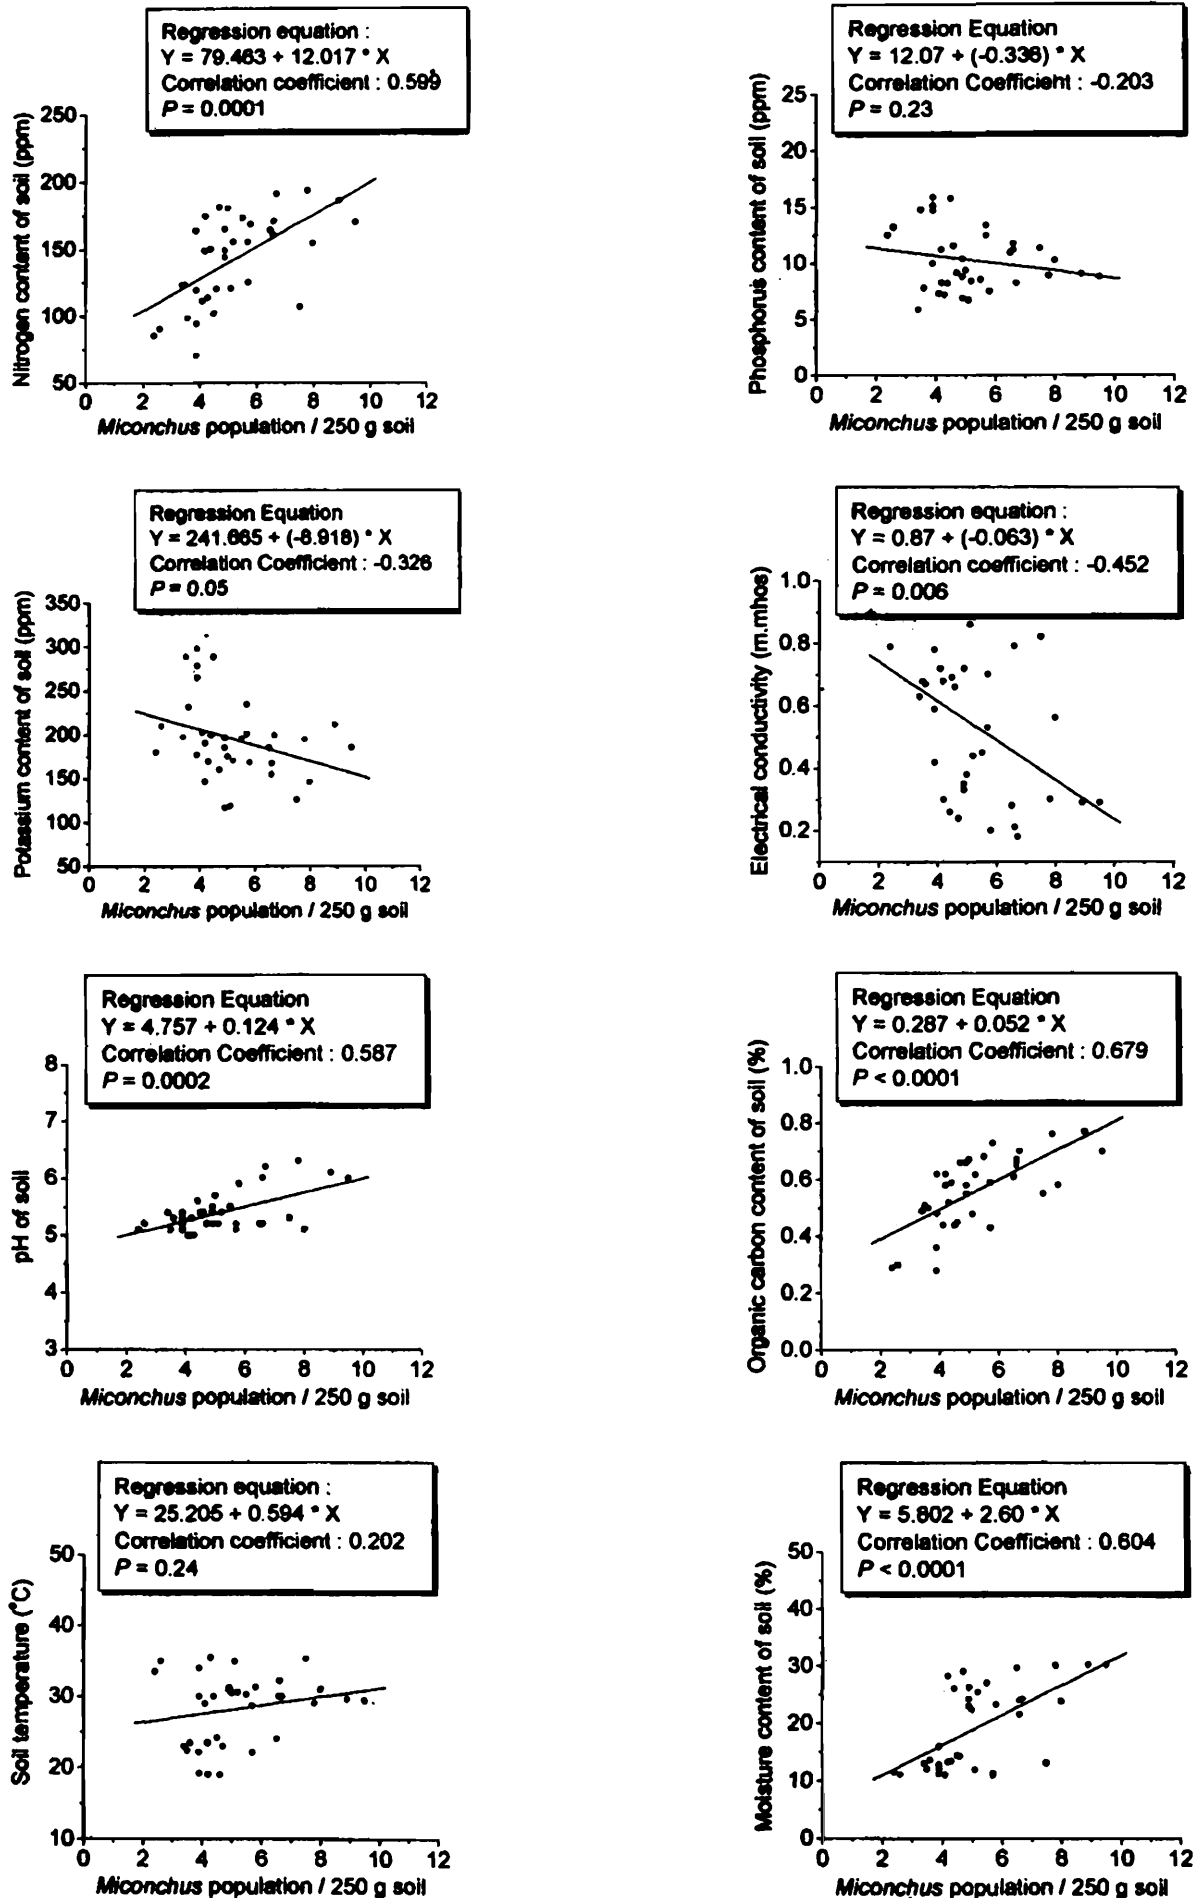 Regression equation :
Y = 79.463 + 12.017 * X
Correlation coefficient : 0.599
P = 0.0001
Nitrogen content of soil (ppm)
250
200
150
100
50
0 2 4 6 8 10 12
Miconchus population / 250 g soil
Regression Equation
Y = 12.07 + (-0.336) * X
Correlation Coefficient : -0.203
P = 0.23
Phosphorus content of soil (ppm)
25
20
15
10
5
0
0 2 4 6 8 10 12
Miconchus population / 250 g soil
Regression Equation
Y = 241.665 + (-8.918) * X
Correlation Coefficient : -0.326
P = 0.05
Potassium content of soil (ppm)
350
300
250
200
150
100
50
0 2 4 6 8 10 12
Miconchus population / 250 g soil
Regression equation :
Y = 0.87 + (-0.063) * X
Correlation coefficient : -0.452
P = 0.006
Electrical conductivity (m.mhos)
1.0
0.8
0.6
0.4
0.2
0 2 4 6 8 10 12
Miconchus population / 250 g soil
Regression Equation
Y = 4.757 + 0.124 * X
Correlation Coefficient : 0.587
P = 0.0002
pH of soil
8
7
6
5
4
3
0 2 4 6 8 10 12
Miconchus population / 250 g soil
Regression Equation
Y = 0.287 + 0.052 * X
Correlation Coefficient : 0.679
P < 0.0001
Organic carbon content of soil (%)
1.0
0.8
0.6
0.4
0.2
0.0
0 2 4 6 8 10 12
Miconchus population / 250 g soil
Regression equation :
Y = 25.205 + 0.594 * X
Correlation coefficient : 0.202
P = 0.24
Soil temperature (°C)
50
40
30
20
10
0 2 4 6 8 10 12
Miconchus population / 250 g soil
Regression Equation
Y = 5.802 + 2.60 * X
Correlation Coefficient : 0.604
P < 0.0001
Moisture content of soil (%)
50
40
30
20
10
0
0 2 4 6 8 10 12
Miconchus population / 250 g soil